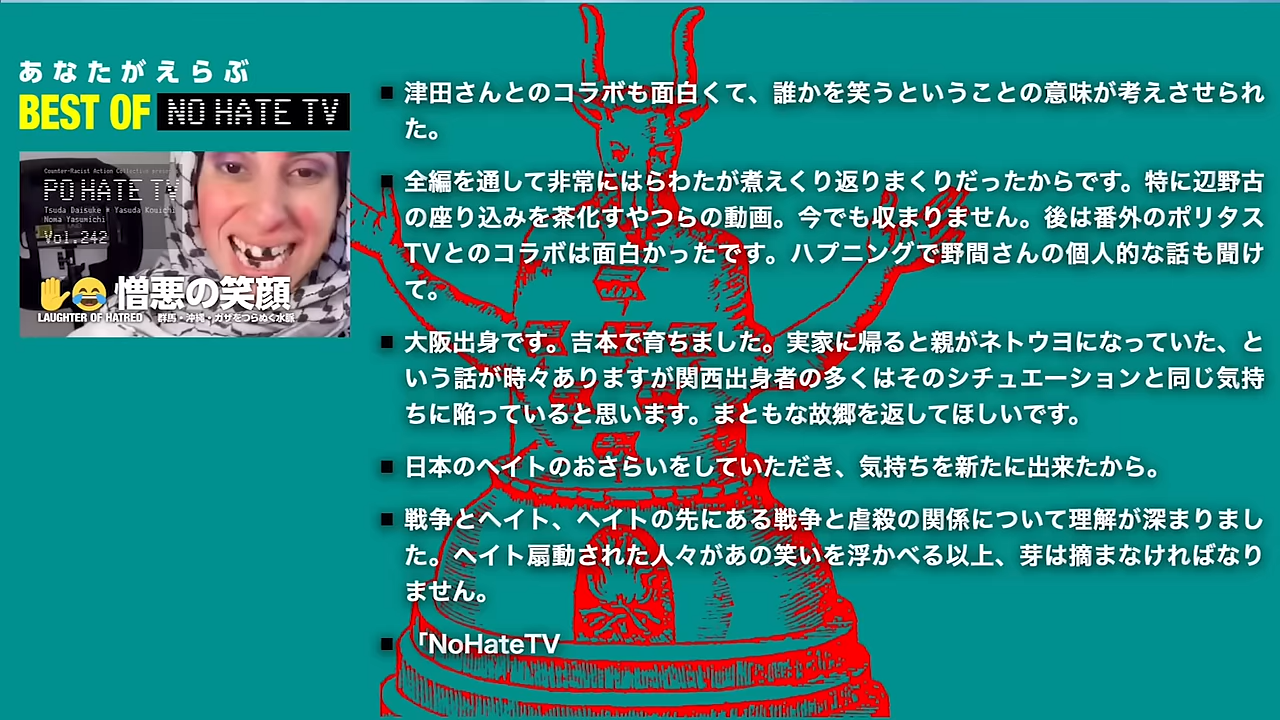 あなたがえらぶ
BEST OF NO HATE TV
Counter-Racist Action Collective presents
PO HATE TV
Tsuda Daisuke * Yasuda Kouichi
Noma Yasumichi
Vol.242
憎悪の笑顔
LAUGHTER OF HATRED 群馬・沖縄・ガザをつらぬく水脈
■ 津田さんとのコラボも面白くて、誰かを笑うということの意味が考えさせられ
た。
■ 全編を通して非常にはらわたが煮えくり返りまくりだったからです。特に辺野古
の座り込みを茶化すやつらの動画。今でも収まりません。後は番外のポリタス
TVとのコラボは面白かったです。ハプニングで野間さんの個人的な話も聞け
て。
■ 大阪出身です。吉本で育ちました。実家に帰ると親がネトウヨになっていた、と
いう話が時々ありますが関西出身者の多くはそのシチュエーションと同じ気持
ちに陥っていると思います。まともな故郷を返してほしいです。
■ 日本のヘイトのおさらいをしていただき、気持ちを新たに出来たから。
■ 戦争とヘイト、ヘイトの先にある戦争と虐殺の関係について理解が深まりまし
た。ヘイト扇動された人々があの笑いを浮かべる以上、芽は摘まなければなり
ません。
■ 「NoHateTV